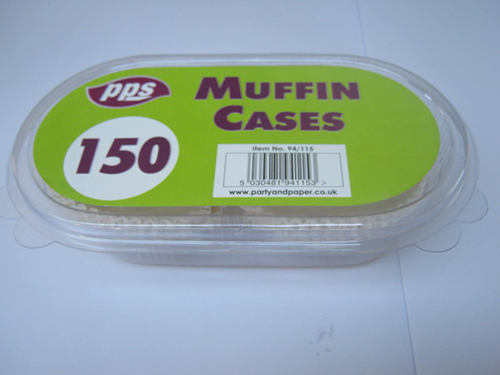 pps
MUFFIN
CASES
150
Item No. 94/115
5 030481 941153 >
www.partyandpaper.co.uk